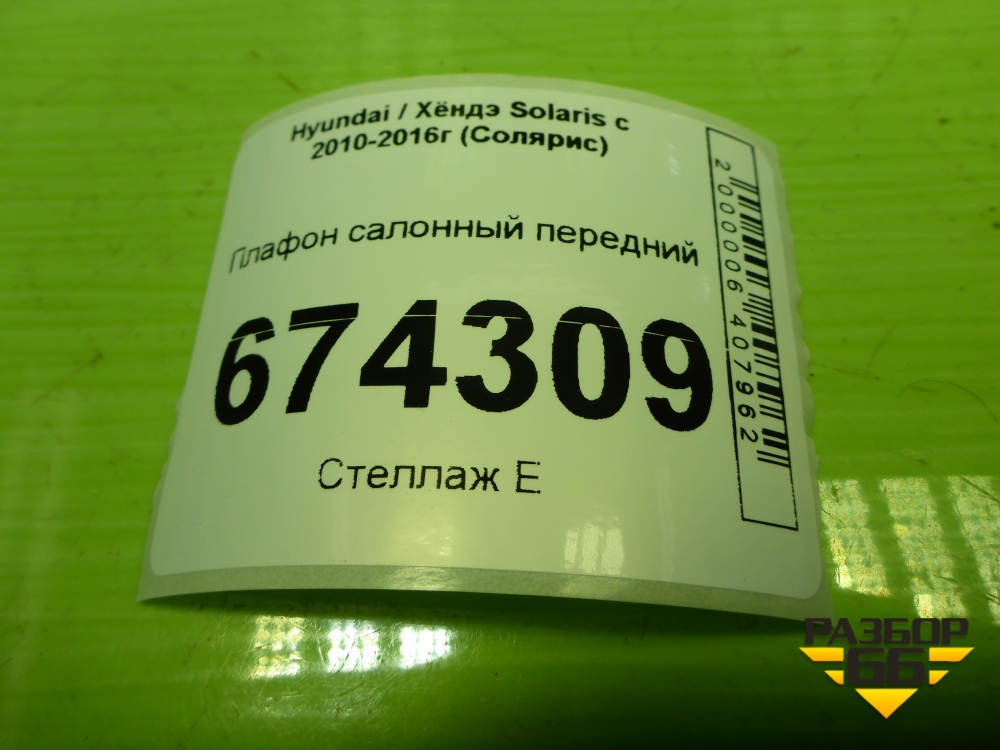 Hyundai / Хёндэ Solaris с
2010-2016г (Солярис)
Плафон салонный передний
674309
Стеллаж Е
2000006407962
РАЗБОР
66